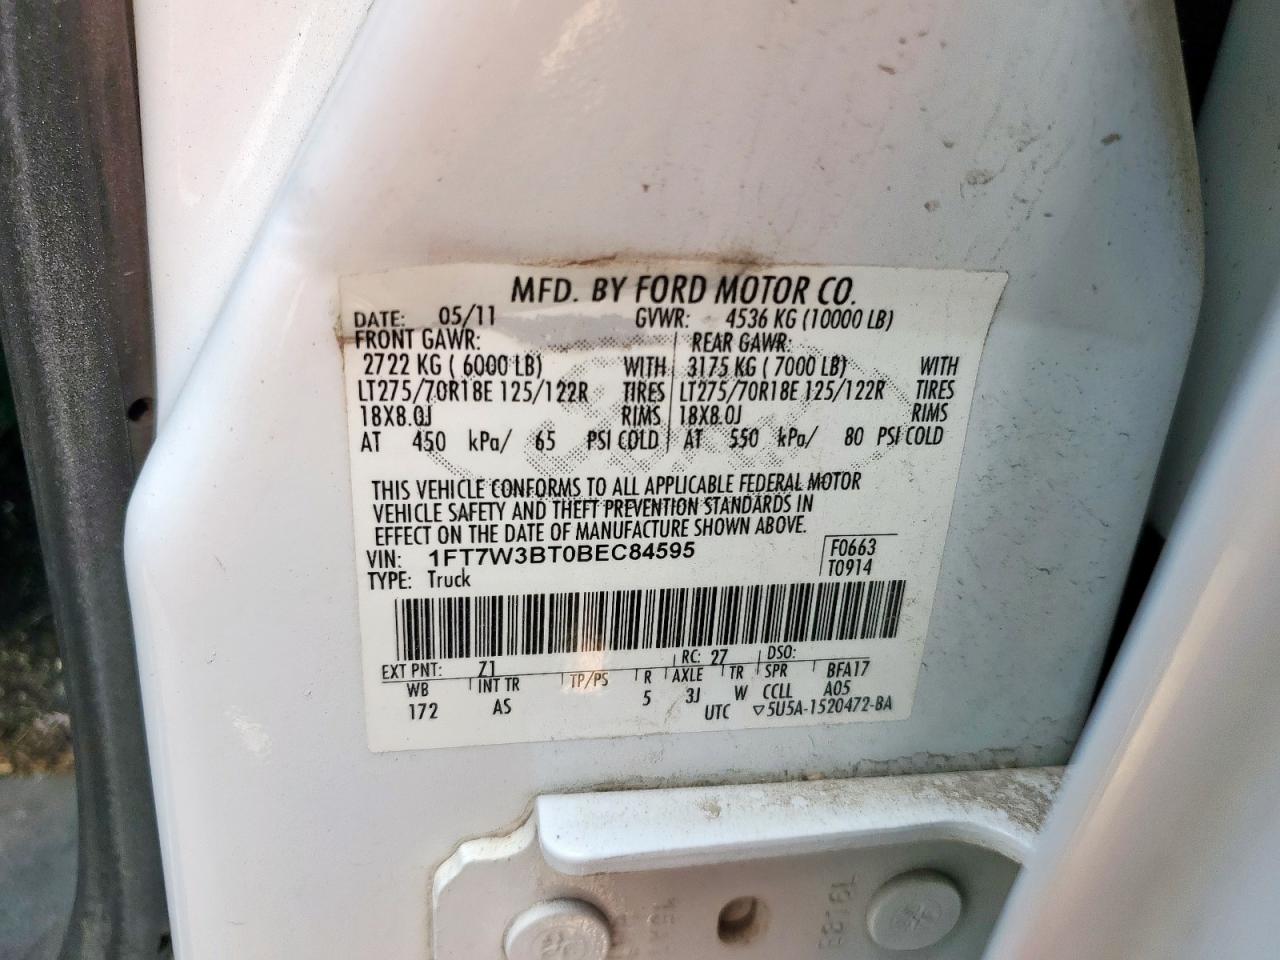 MFD. BY FORD MOTOR CO.
DATE: 05/11 GVWR: 4536 KG (10000 LB)
FRONT GAWR: REAR GAWR:
2722 KG ( 6000 LB) WITH 3175 KG ( 7000 LB) WITH
LT275/70R18E 125/122R TIRES LT275/70R18E 125/122R TIRES
18X8.0J RIMS 18X8.0J RIMS
AT 450 kPa/ 65 PSI COLD AT 550 kPa/ 80 PSI COLD
THIS VEHICLE CONFORMS TO ALL APPLICABLE FEDERAL MOTOR
VEHICLE SAFETY AND THEFT PREVENTION STANDARDS IN
EFFECT ON THE DATE OF MANUFACTURE SHOWN ABOVE.
VIN: 1FT7W3BT0BEC84595 F0663
TYPE: Truck T0914
EXT PNT: Z1 RC: 27 DSO:
WB INT TR TP/PS R AXLE TR SPR BFA17
172 AS 5 3J W CCLL A05
UTC ▽5U5A-1520472-BA